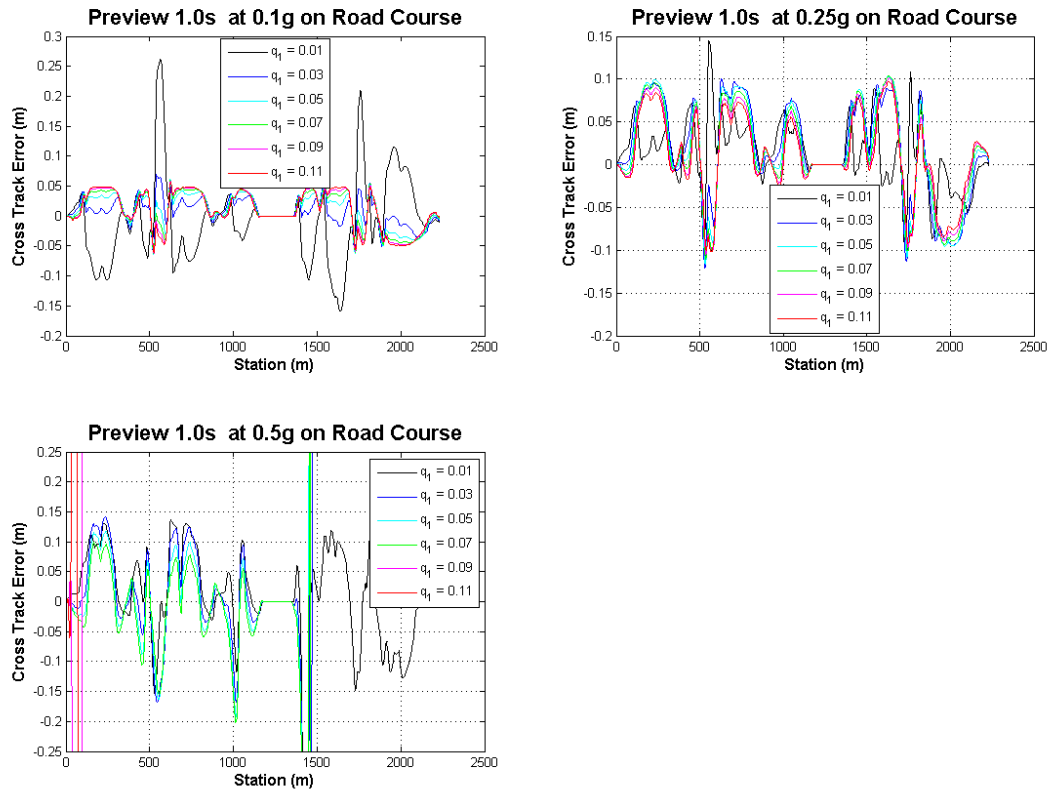 Preview 1.0s at 0.1g on Road Course
0.3
0.25
0.2
0.15
0.1
0.05
0
-0.05
-0.1
-0.15
-0.2
Cross Track Error (m)
q1 = 0.01
q1 = 0.03
q1 = 0.05
q1 = 0.07
q1 = 0.09
q1 = 0.11
0 500 1000 1500 2000 2500
Station (m)
Preview 1.0s at 0.25g on Road Course
0.15
0.1
0.05
0
-0.05
-0.1
-0.15
-0.2
Cross Track Error (m)
q1 = 0.01
q1 = 0.03
q1 = 0.05
q1 = 0.07
q1 = 0.09
q1 = 0.11
0 500 1000 1500 2000 2500
Station (m)
Preview 1.0s at 0.5g on Road Course
0.25
0.2
0.15
0.1
0.05
0
-0.05
-0.1
-0.15
-0.2
-0.25
Cross Track Error (m)
q1 = 0.01
q1 = 0.03
q1 = 0.05
q1 = 0.07
q1 = 0.09
q1 = 0.11
0 500 1000 1500 2000 2500
Station (m)